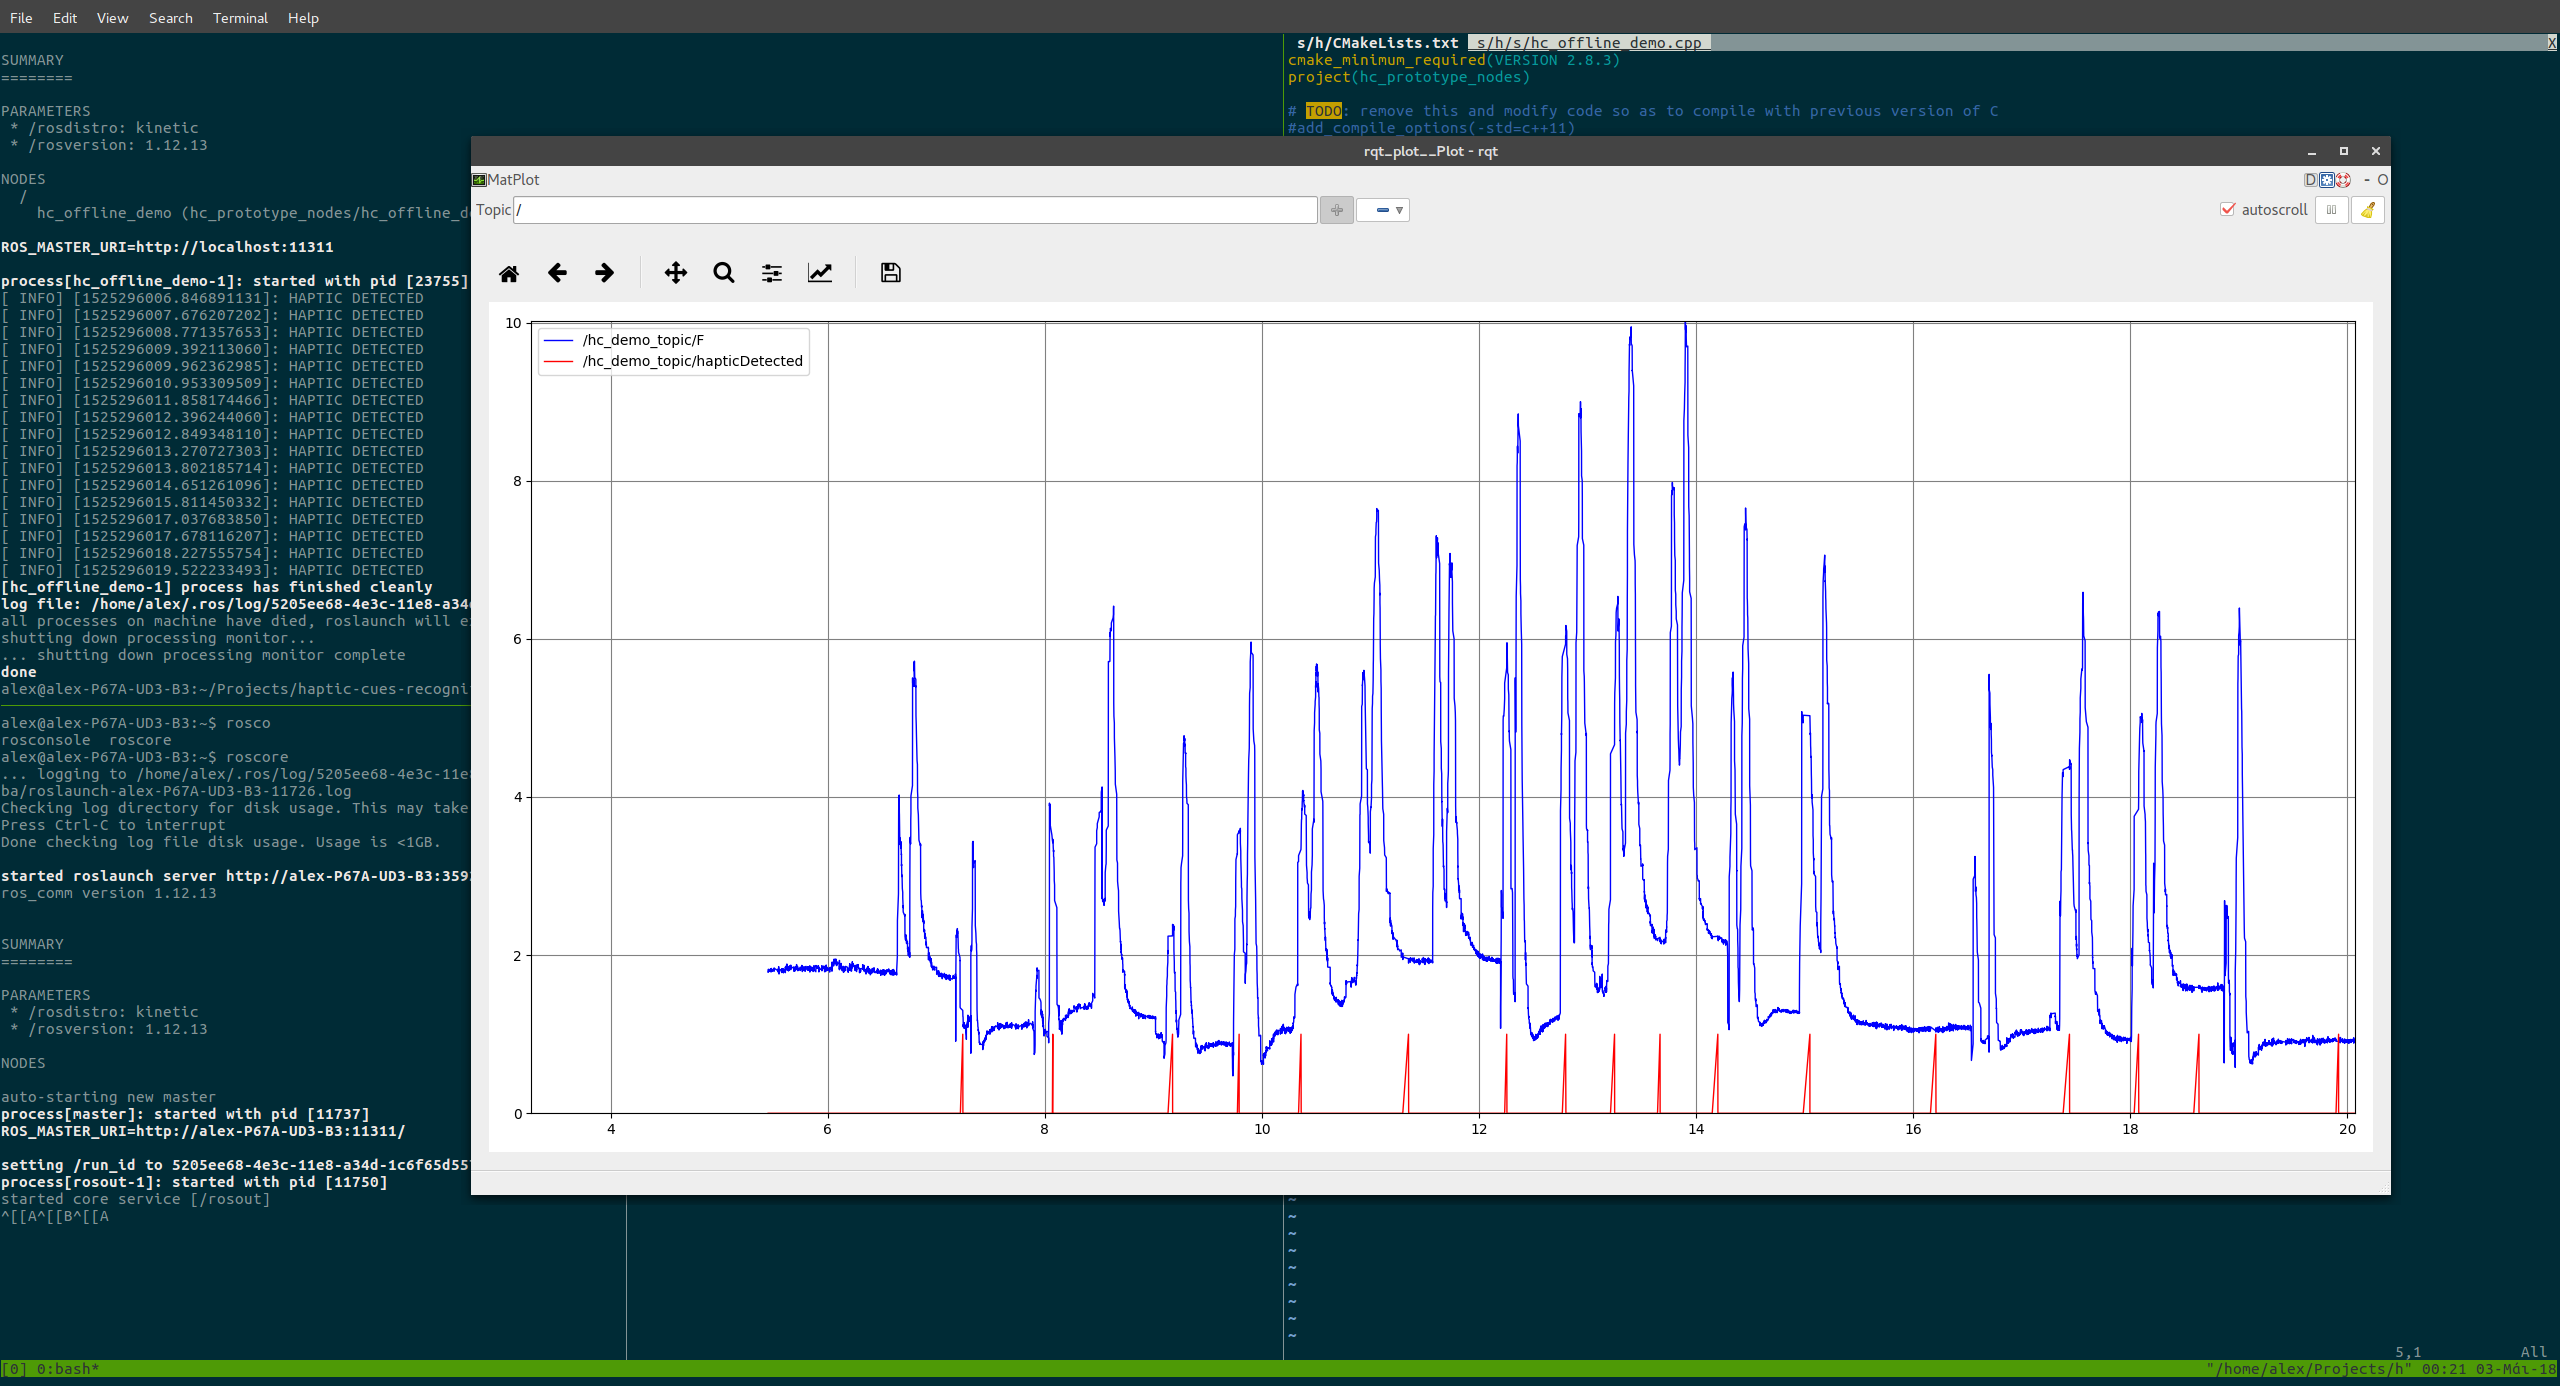 File Edit View Search Terminal Help
SUMMARY
========
PARAMETERS
 * /rosdistro: kinetic
 * /rosversion: 1.12.13
NODES
  /
    hc_offline_demo (hc_prototype_nodes/hc_offline_d
ROS_MASTER_URI=http://localhost:11311
process[hc_offline_demo-1]: started with pid [23755]
[ INFO] [1525296006.846891131]: HAPTIC DETECTED
[ INFO] [1525296007.676207202]: HAPTIC DETECTED
[ INFO] [1525296008.771357653]: HAPTIC DETECTED
[ INFO] [1525296009.392113060]: HAPTIC DETECTED
[ INFO] [1525296009.962362985]: HAPTIC DETECTED
[ INFO] [1525296010.953309509]: HAPTIC DETECTED
[ INFO] [1525296011.858174466]: HAPTIC DETECTED
[ INFO] [1525296012.396244060]: HAPTIC DETECTED
[ INFO] [1525296012.849348110]: HAPTIC DETECTED
[ INFO] [1525296013.270727303]: HAPTIC DETECTED
[ INFO] [1525296013.802185714]: HAPTIC DETECTED
[ INFO] [1525296014.651261096]: HAPTIC DETECTED
[ INFO] [1525296015.811450332]: HAPTIC DETECTED
[ INFO] [1525296017.037683850]: HAPTIC DETECTED
[ INFO] [1525296017.678116207]: HAPTIC DETECTED
[ INFO] [1525296018.227555754]: HAPTIC DETECTED
[ INFO] [1525296019.522233493]: HAPTIC DETECTED
[hc_offline_demo-1] process has finished cleanly
log file: /home/alex/.ros/log/5205ee68-4e3c-11e8-a34
all processes on machine have died, roslaunch will e
shutting down processing monitor...
... shutting down processing monitor complete
done
alex@alex-P67A-UD3-B3:~/Projects/haptic-cues-recogni
alex@alex-P67A-UD3-B3:~$ rosco
rosconsole  roscore
alex@alex-P67A-UD3-B3:~$ roscore
... logging to /home/alex/.ros/log/5205ee68-4e3c-11e
ba/roslaunch-alex-P67A-UD3-B3-11726.log
Checking log directory for disk usage. This may take
Press Ctrl-C to interrupt
Done checking log file disk usage. Usage is <1GB.
started roslaunch server http://alex-P67A-UD3-B3:359
ros_comm version 1.12.13
SUMMARY
========
PARAMETERS
 * /rosdistro: kinetic
 * /rosversion: 1.12.13
NODES
auto-starting new master
process[master]: started with pid [11737]
ROS_MASTER_URI=http://alex-P67A-UD3-B3:11311/
setting /run_id to 5205ee68-4e3c-11e8-a34d-1c6f65d55
process[rosout-1]: started with pid [11750]
started core service [/rosout]
^[[A^[[B^[[A
s/h/CMakeLists.txt  s/h/s/hc_offline_demo.cpp X
cmake_minimum_required(VERSION 2.8.3)
project(hc_prototype_nodes)
# TODO: remove this and modify code so as to compile with previous version of C
#add_compile_options(-std=c++11)
rqt_plot__Plot - rqt
MatPlot D - O
Topic / autoscroll
/hc_demo_topic/F
/hc_demo_topic/hapticDetected
10
8
6
4
2
0
4 6 8 10 12 14 16 18 20
~
~
~
~
~
~
~
~
~
5,1 All
[0] 0:bash* "/home/alex/Projects/h" 00:21 03-Μάι-18